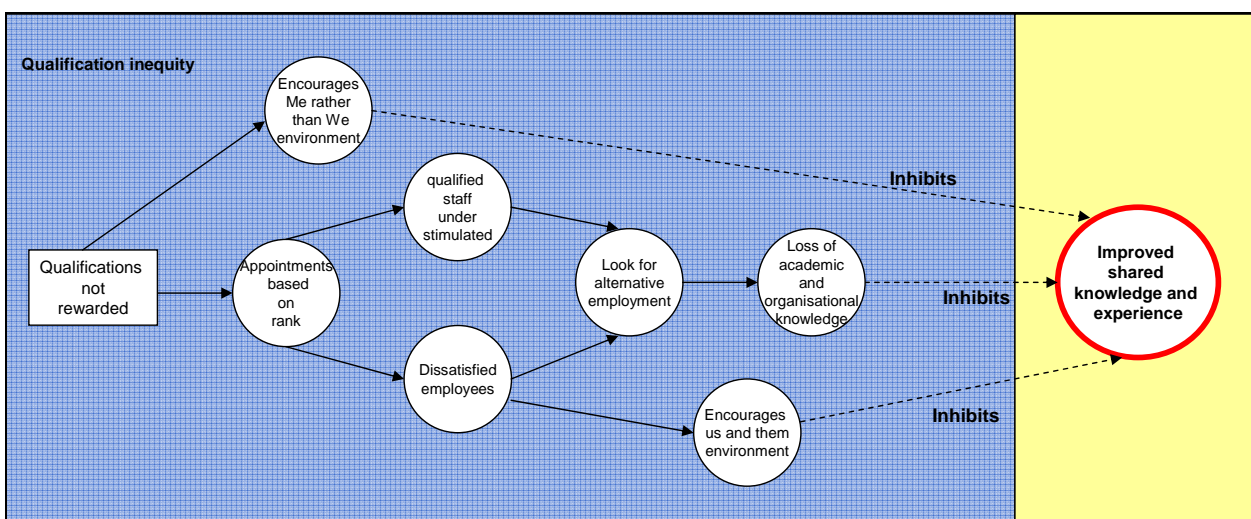 Qualification inequity
Encourages
Me rather
than We
environment
Inhibits
qualified
staff
under
stimulated
Qualifications
not
rewarded
Appointments
based
on
rank
Look for
alternative
employment
Loss of
academic
and
organisational
knowledge
Inhibits
Improved
shared
knowledge and
experience
Dissatisfied
employees
Encourages
us and them
environment
Inhibits